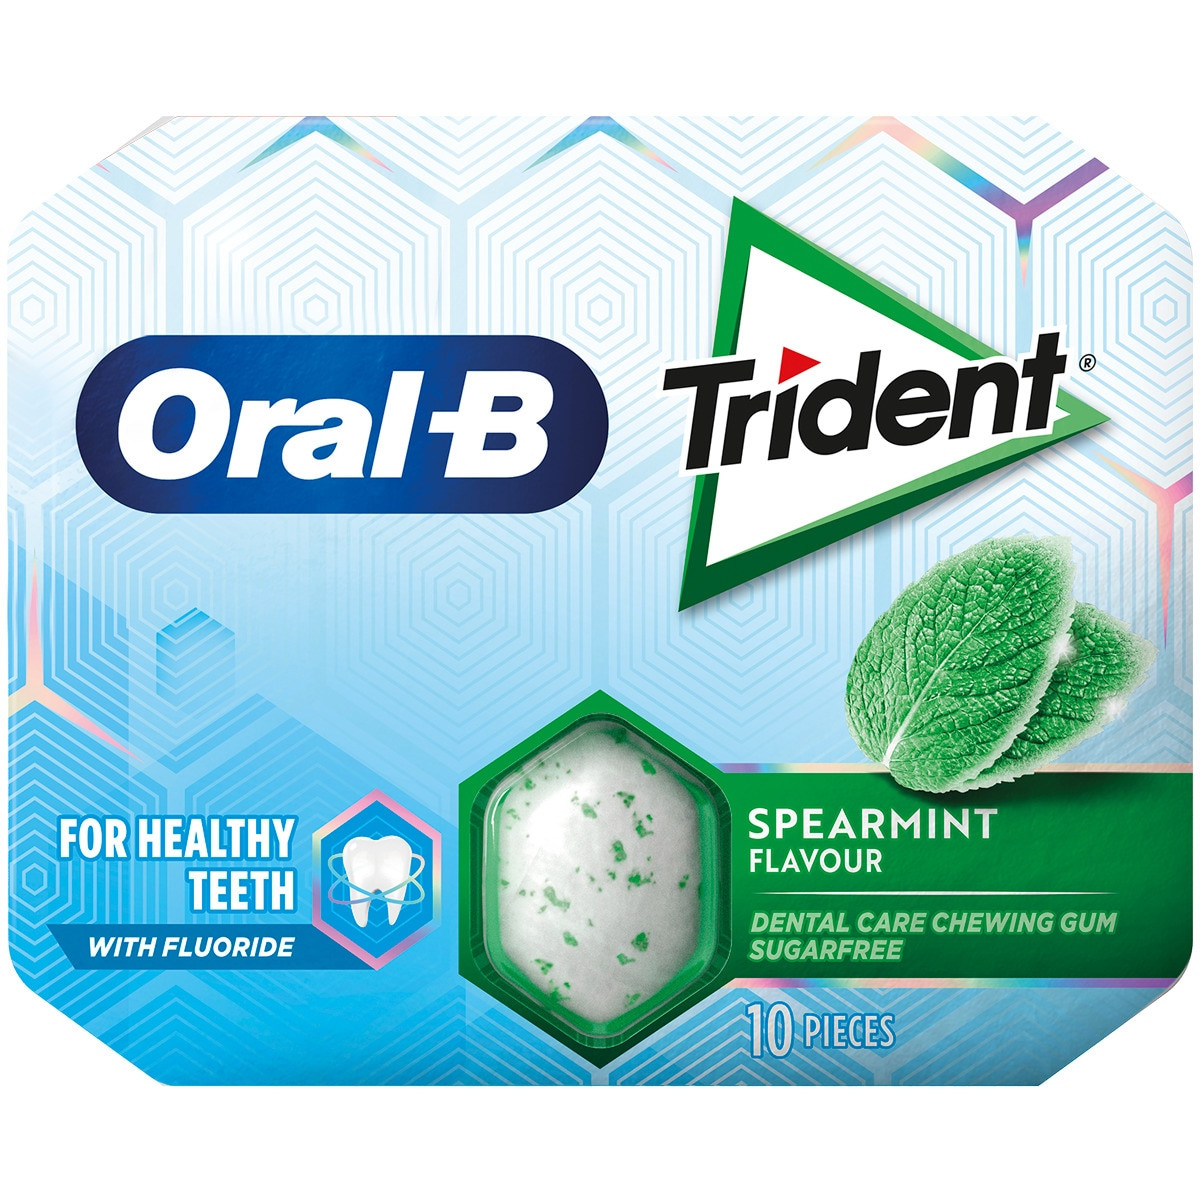 Oral-B
Trident®
FOR HEALTHY
TEETH
WITH FLUORIDE
SPEARMINT
FLAVOUR
DENTAL CARE CHEWING GUM
SUGARFREE
10 PIECES